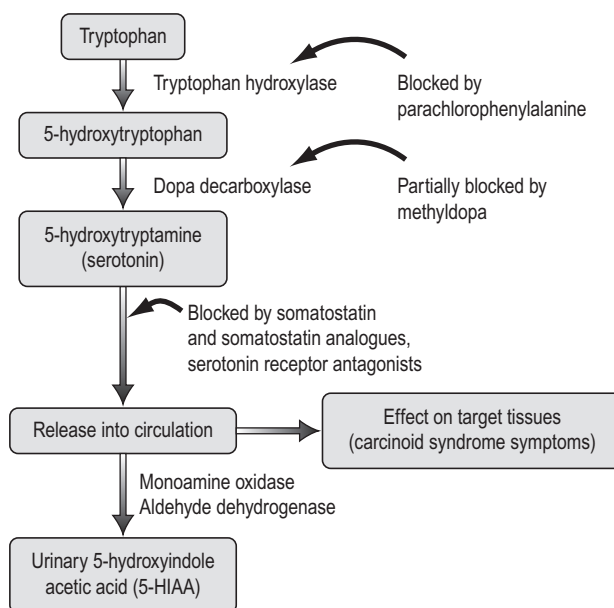 Tryptophan
Tryptophan hydroxylase
Blocked by
parachlorophenylalanine
5-hydroxytryptophan
Dopa decarboxylase
Partially blocked by
methyldopa
5-hydroxytryptamine
(serotonin)
Blocked by somatostatin
and somatostatin analogues,
serotonin receptor antagonists
Release into circulation
Effect on target tissues
(carcinoid syndrome symptoms)
Monoamine oxidase
Aldehyde dehydrogenase
Urinary 5-hydroxyindole
acetic acid (5-HIAA)